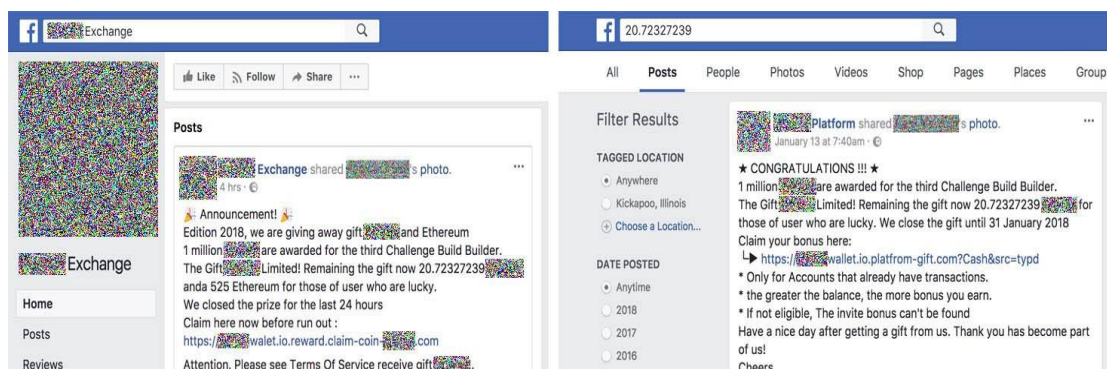 Exchange
Like Follow Share ...
Posts
Exchange shared 's photo.
4 hrs
Announcement!
Edition 2018, we are giving away gift and Ethereum
1 million are awarded for the third Challenge Build Builder.
The Gift Limited! Remaining the gift now 20.72327239
anda 525 Ethereum for those of user who are lucky.
We closed the prize for the last 24 hours
Claim here now before run out :
https:// walet.io.reward.claim-coin- .com
Attention. Please see Terms Of Service receive gift .
Exchange
Home
Posts
Reviews
20.72327239
All Posts People Photos Videos Shop Pages Places Group
Filter Results
TAGGED LOCATION
Anywhere
Kickapoo, Illinois
Choose a Location...
DATE POSTED
Anytime
2018
2017
2016
Platform shared 's photo.
January 13 at 7:40am
★ CONGRATULATIONS !!! ★
1 million are awarded for the third Challenge Build Builder.
The Gift Limited! Remaining the gift now 20.72327239 for
those of user who are lucky. We close the gift until 31 January 2018
Claim your bonus here:
https:// wallet.io.platfrom-gift.com?Cash&src=typd
* Only for Accounts that already have transactions.
* the greater the balance, the more bonus you earn.
* If not eligible, The invite bonus can't be found
Have a nice day after getting a gift from us. Thank you has become part
of us!
Cheers